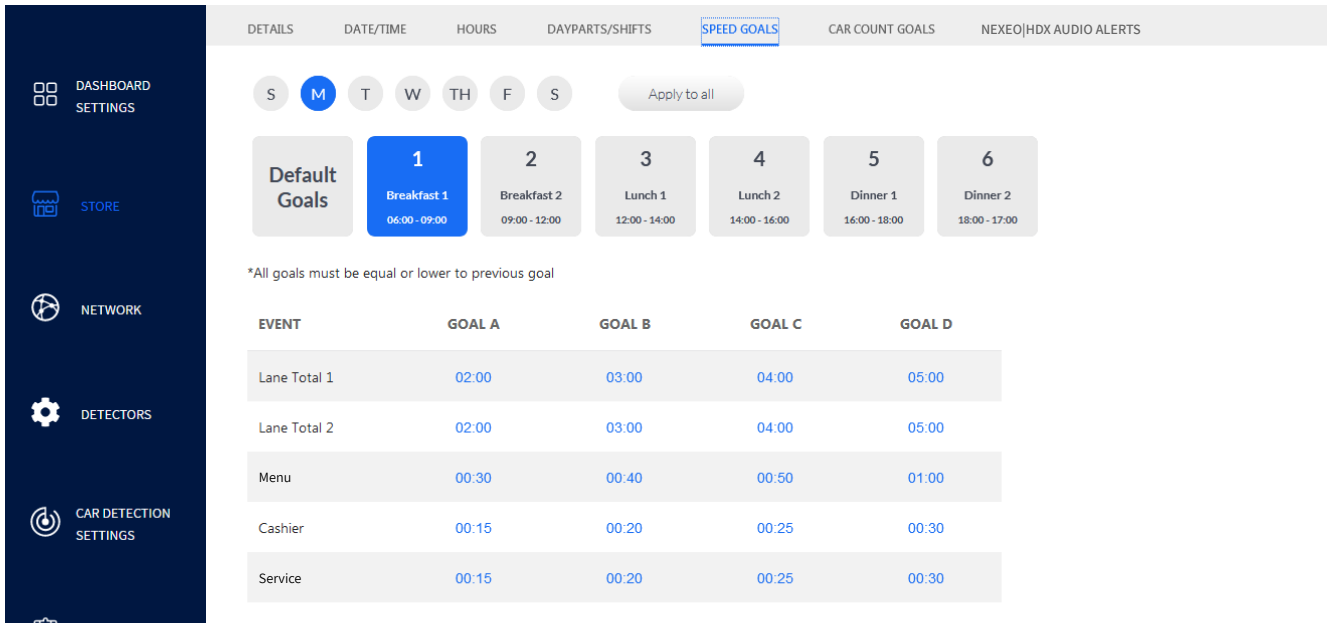 DETAILS DATE/TIME HOURS DAYPARTS/SHIFTS SPEED GOALS CAR COUNT GOALS NEXEO|HDX AUDIO ALERTS
DASHBOARD
SETTINGS
STORE
NETWORK
DETECTORS
CAR DETECTION
SETTINGS
S M T W TH F S Apply to all
Default
Goals
1
Breakfast 1
06:00 - 09:00
2
Breakfast 2
09:00 - 12:00
3
Lunch 1
12:00 - 14:00
4
Lunch 2
14:00 - 16:00
5
Dinner 1
16:00 - 18:00
6
Dinner 2
18:00 - 17:00
*All goals must be equal or lower to previous goal
EVENT GOAL A GOAL B GOAL C GOAL D
Lane Total 1 02:00 03:00 04:00 05:00
Lane Total 2 02:00 03:00 04:00 05:00
Menu 00:30 00:40 00:50 01:00
Cashier 00:15 00:20 00:25 00:30
Service 00:15 00:20 00:25 00:30